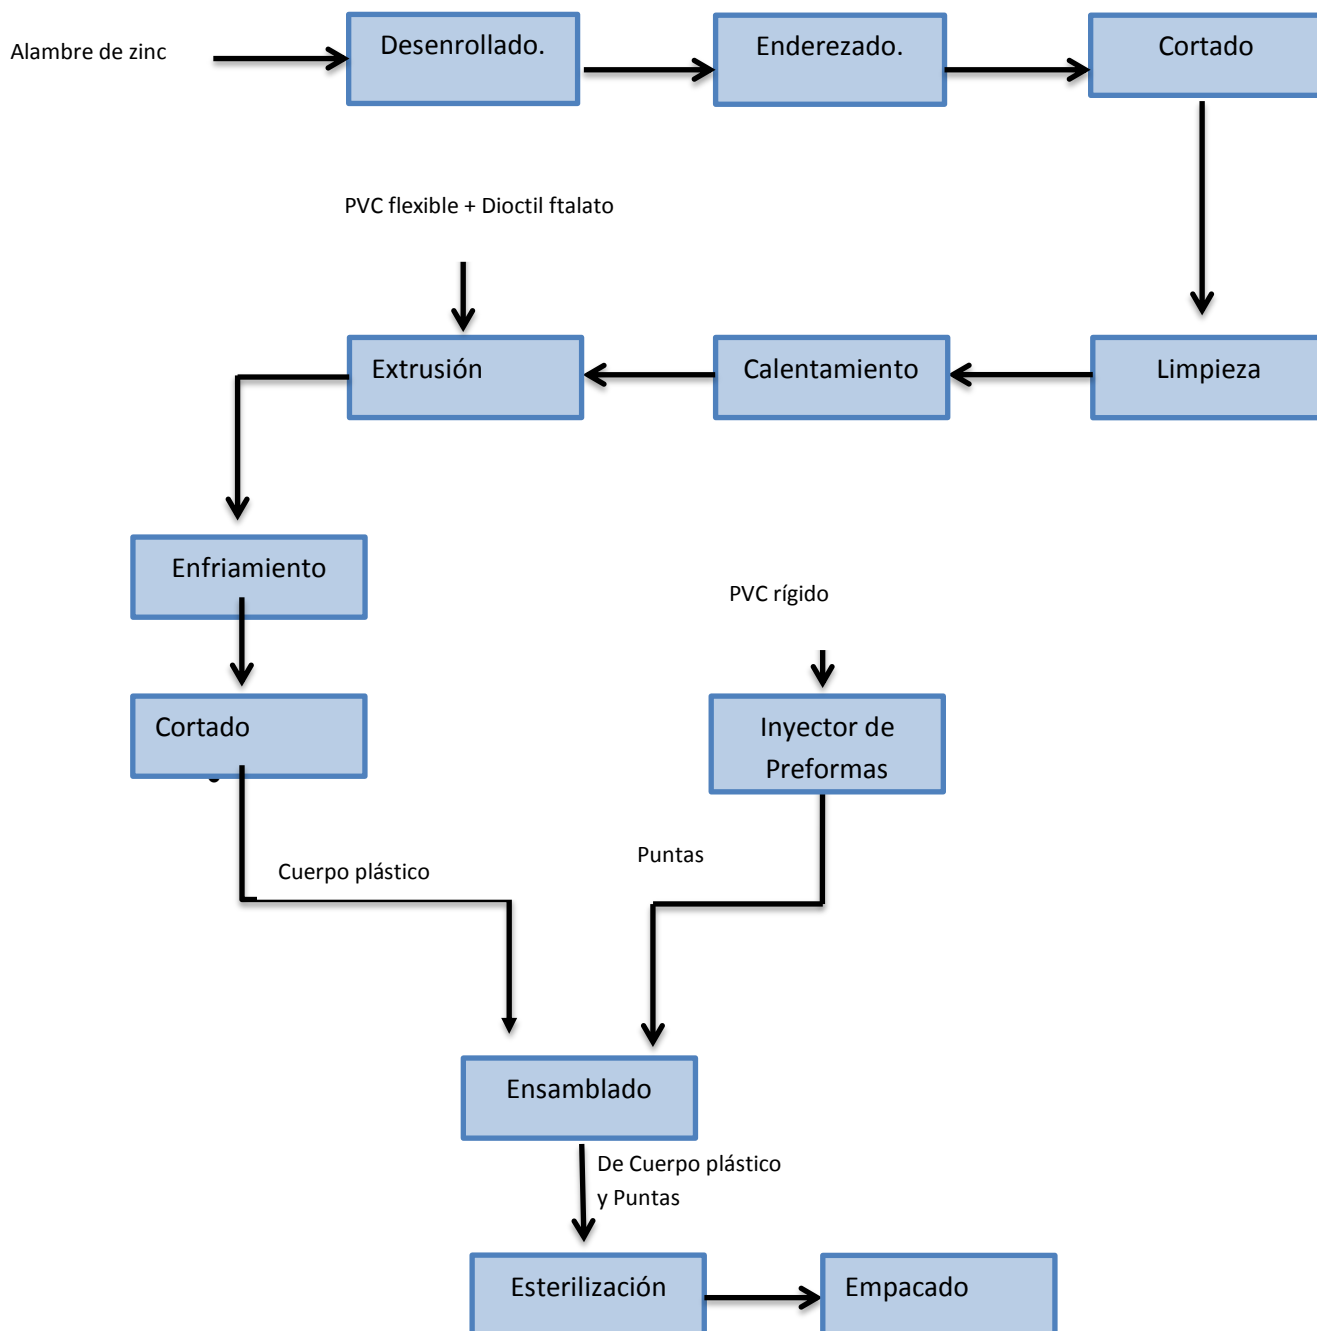 Alambre de zinc
Desenrollado.
Enderezado.
Cortado
PVC flexible + Dioctil ftalato
Extrusión
Calentamiento
Limpieza
Enfriamiento
PVC rígido
Cortado
Inyector de
Preformas
Cuerpo plástico
Puntas
Ensamblado
De Cuerpo plástico
y Puntas
Esterilización
Empacado